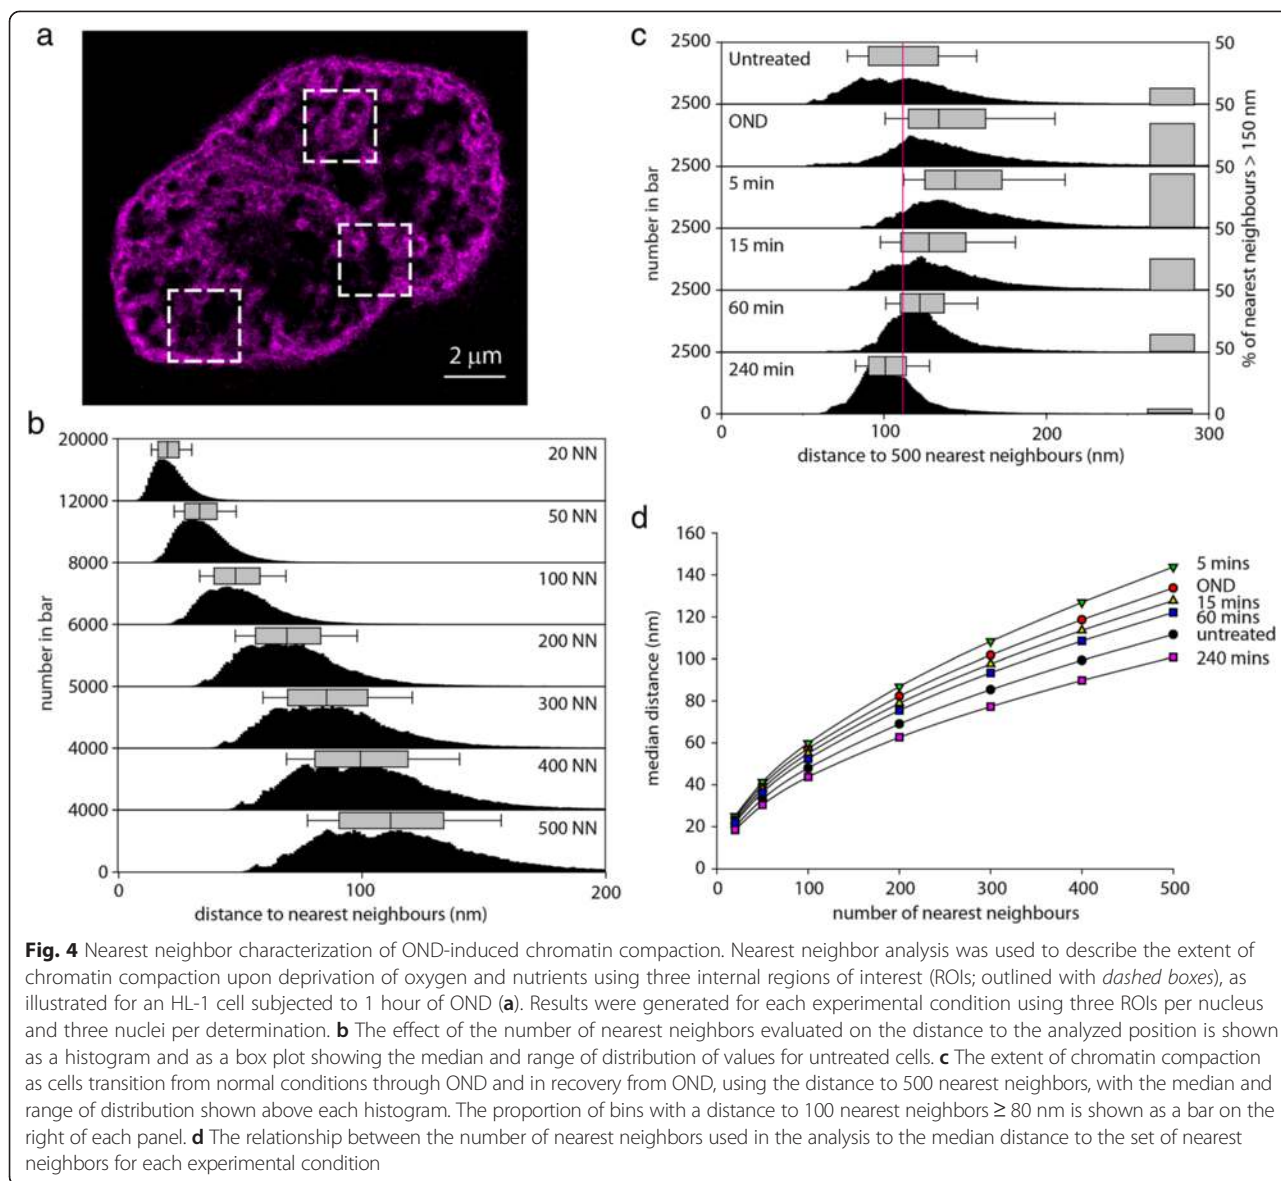 a
2 μm
b
20000
20 NN
12000
50 NN
8000
100 NN
6000
200 NN
5000
300 NN
4000
400 NN
4000
500 NN
0
0
100
200
number in bar
distance to nearest neighbours (nm)
c
2500
50
Untreated
2500
50
OND
2500
50
5 min
2500
50
15 min
2500
50
60 min
2500
50
240 min
0
0
0
100
200
300
number in bar
% of nearest neighbours > 150 nm
distance to 500 nearest neighbours (nm)
d
160
140
120
100
80
60
40
20
0
0
100
200
300
400
500
median distance (nm)
number of nearest neighbours
5 mins
OND
15 mins
60 mins
untreated
240 mins
Fig. 4 Nearest neighbor characterization of OND-induced chromatin compaction. Nearest neighbor analysis was used to describe the extent of
chromatin compaction upon deprivation of oxygen and nutrients using three internal regions of interest (ROIs; outlined with dashed boxes), as
illustrated for an HL-1 cell subjected to 1 hour of OND (a). Results were generated for each experimental condition using three ROIs per nucleus
and three nuclei per determination. b The effect of the number of nearest neighbors evaluated on the distance to the analyzed position is shown
as a histogram and as a box plot showing the median and range of distribution of values for untreated cells. c The extent of chromatin compaction
as cells transition from normal conditions through OND and in recovery from OND, using the distance to 500 nearest neighbors, with the median and
range of distribution shown above each histogram. The proportion of bins with a distance to 100 nearest neighbors ≥ 80 nm is shown as a bar on the
right of each panel. d The relationship between the number of nearest neighbors used in the analysis to the median distance to the set of nearest
neighbors for each experimental condition